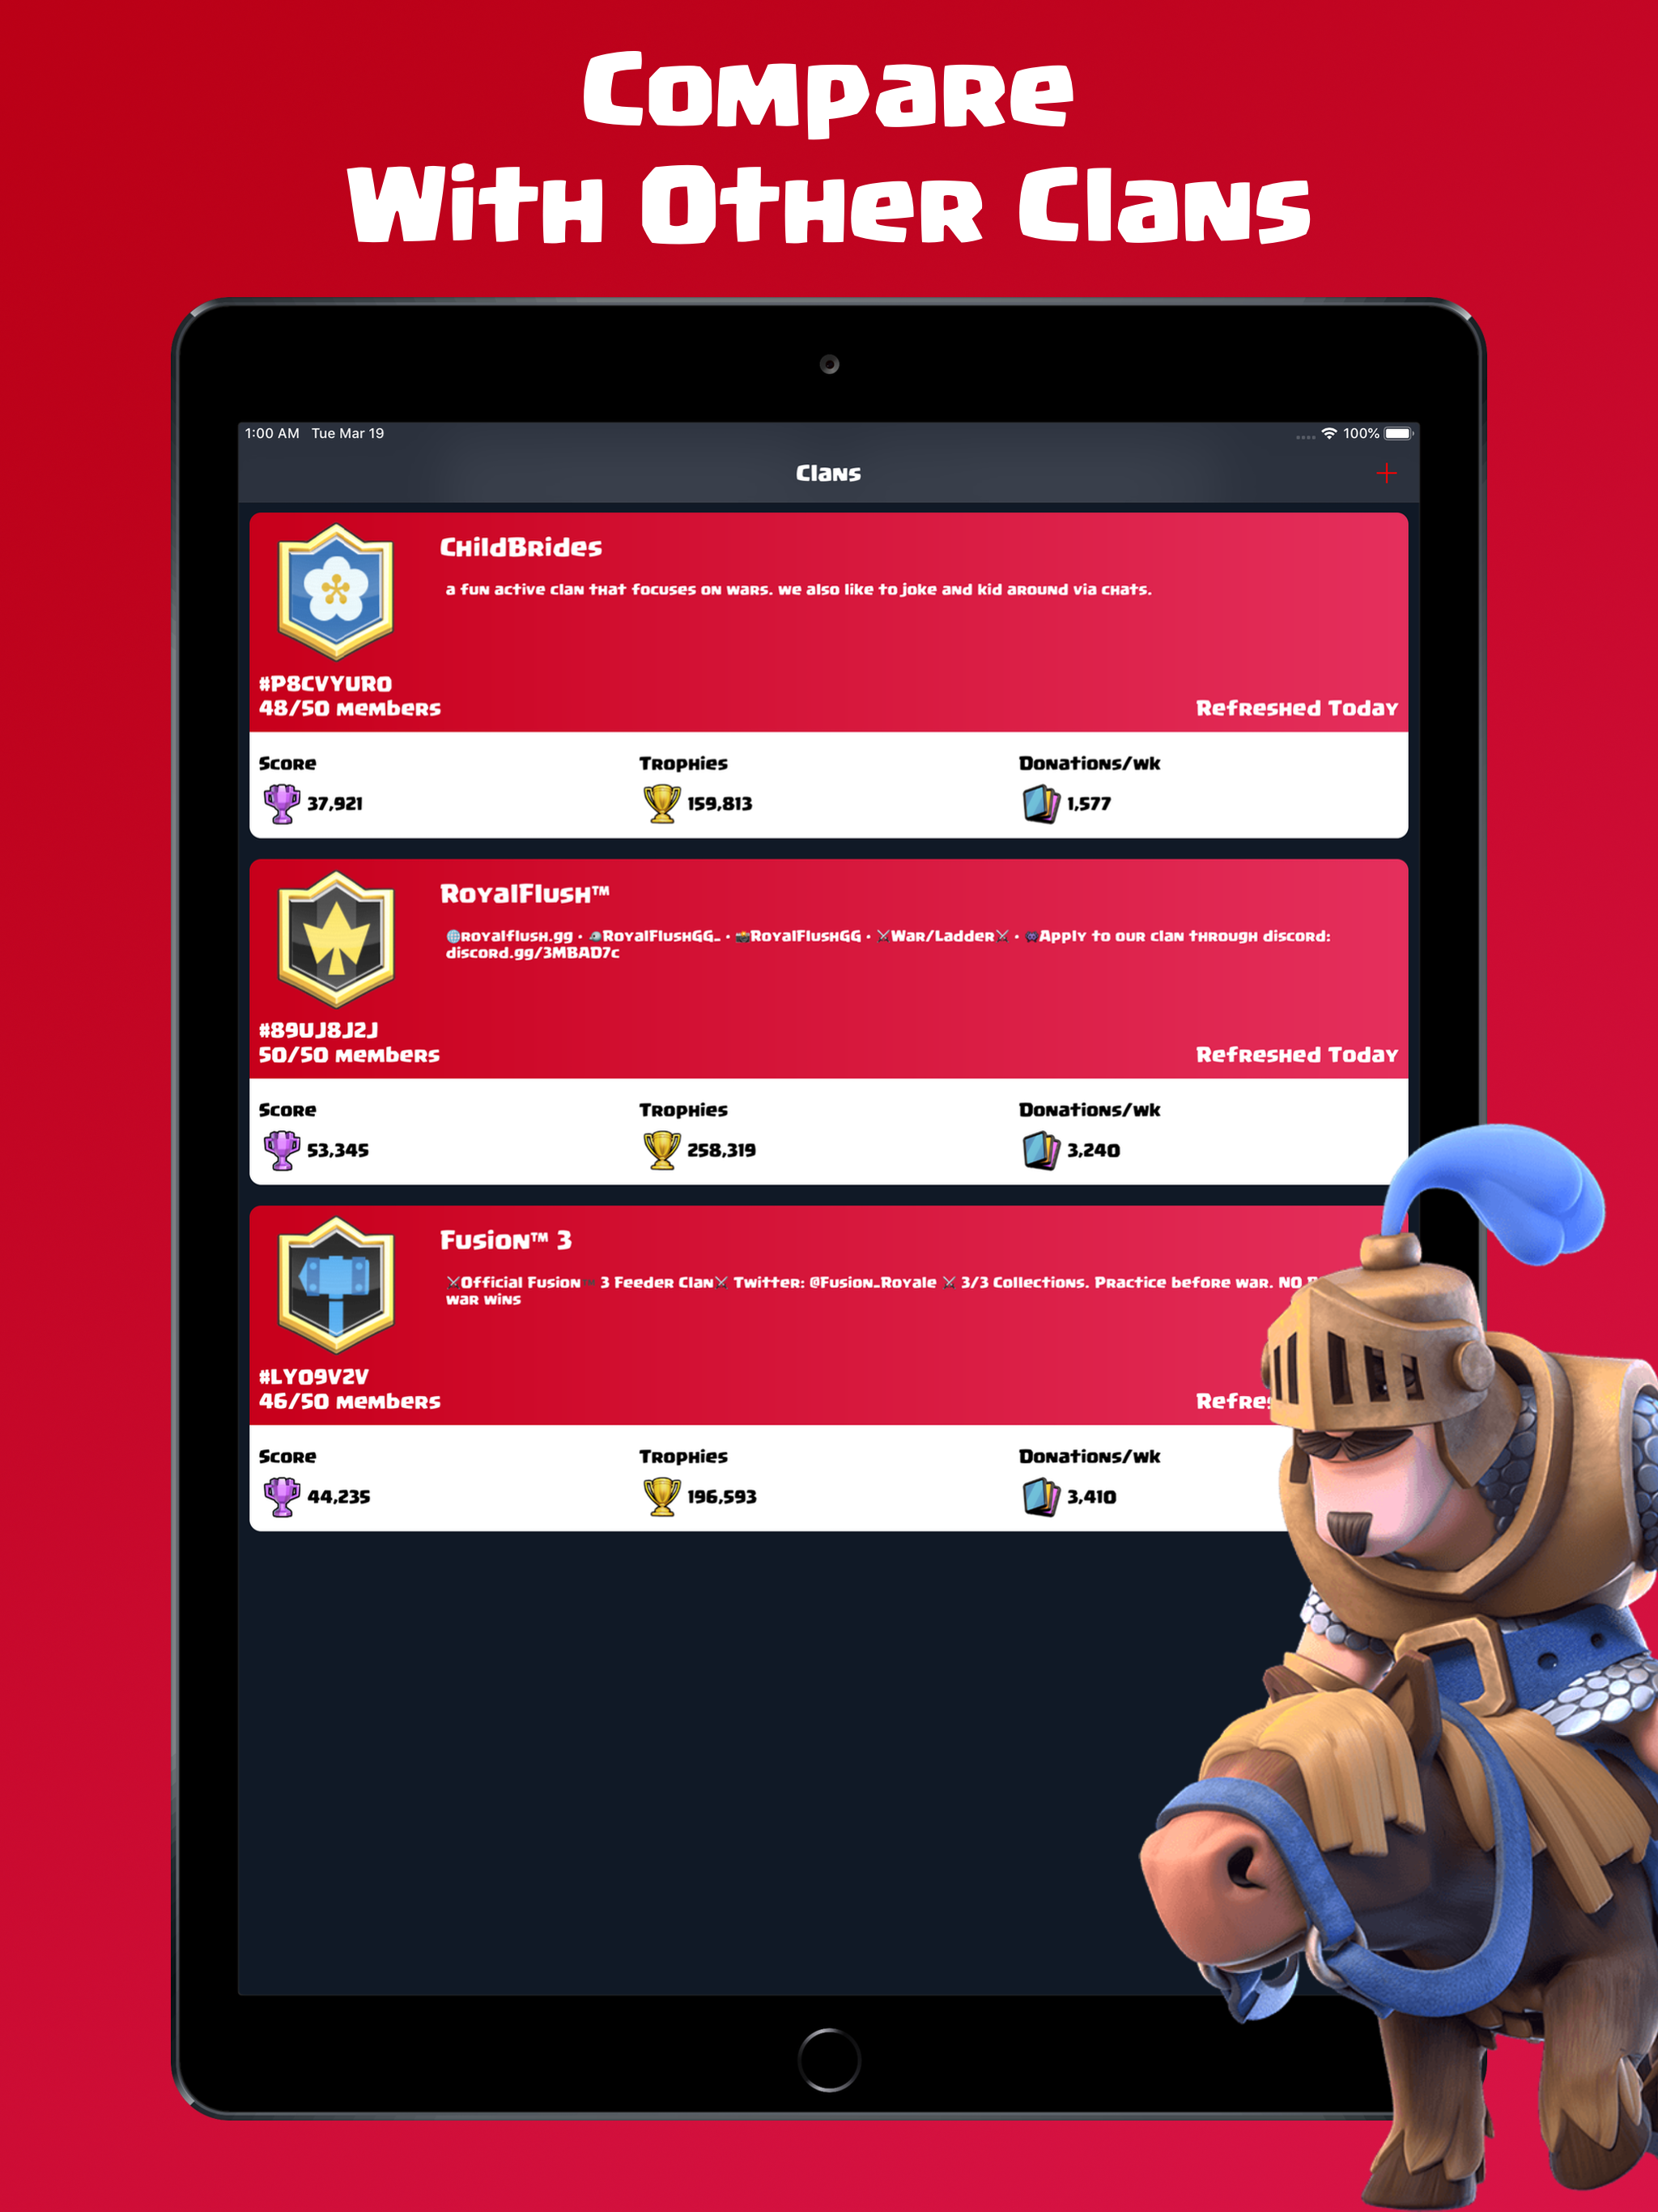 Compare
With Other Clans
1:00 AM Tue Mar 19
100%
Clans
+
ChildBrides
a fun active clan that focuses on wars. we also like to joke and kid around via chats.
#P8CVYURO
48/50 members
Refreshed Today
Score
Trophies
Donations/wk
37,921
159,813
1,577
RoyalFlush™
🌐royalflush.gg • RoyalFlushGG_ • 📸RoyalFlushGG • ⚔War/Ladder⚔ • 👾Apply to our clan through discord:
discord.gg/3MBAD7c
#89UJ8J2J
50/50 members
Refreshed Today
Score
Trophies
Donations/wk
53,345
258,319
3,240
Fusion™ 3
⚔Official Fusion™ 3 Feeder Clan⚔ Twitter: @Fusion_Royale ⚔ 3/3 Collections. Practice before war. NO
war wins
#LYO9V2V
46/50 members
Score
Trophies
Donations/wk
44,235
196,593
3,410